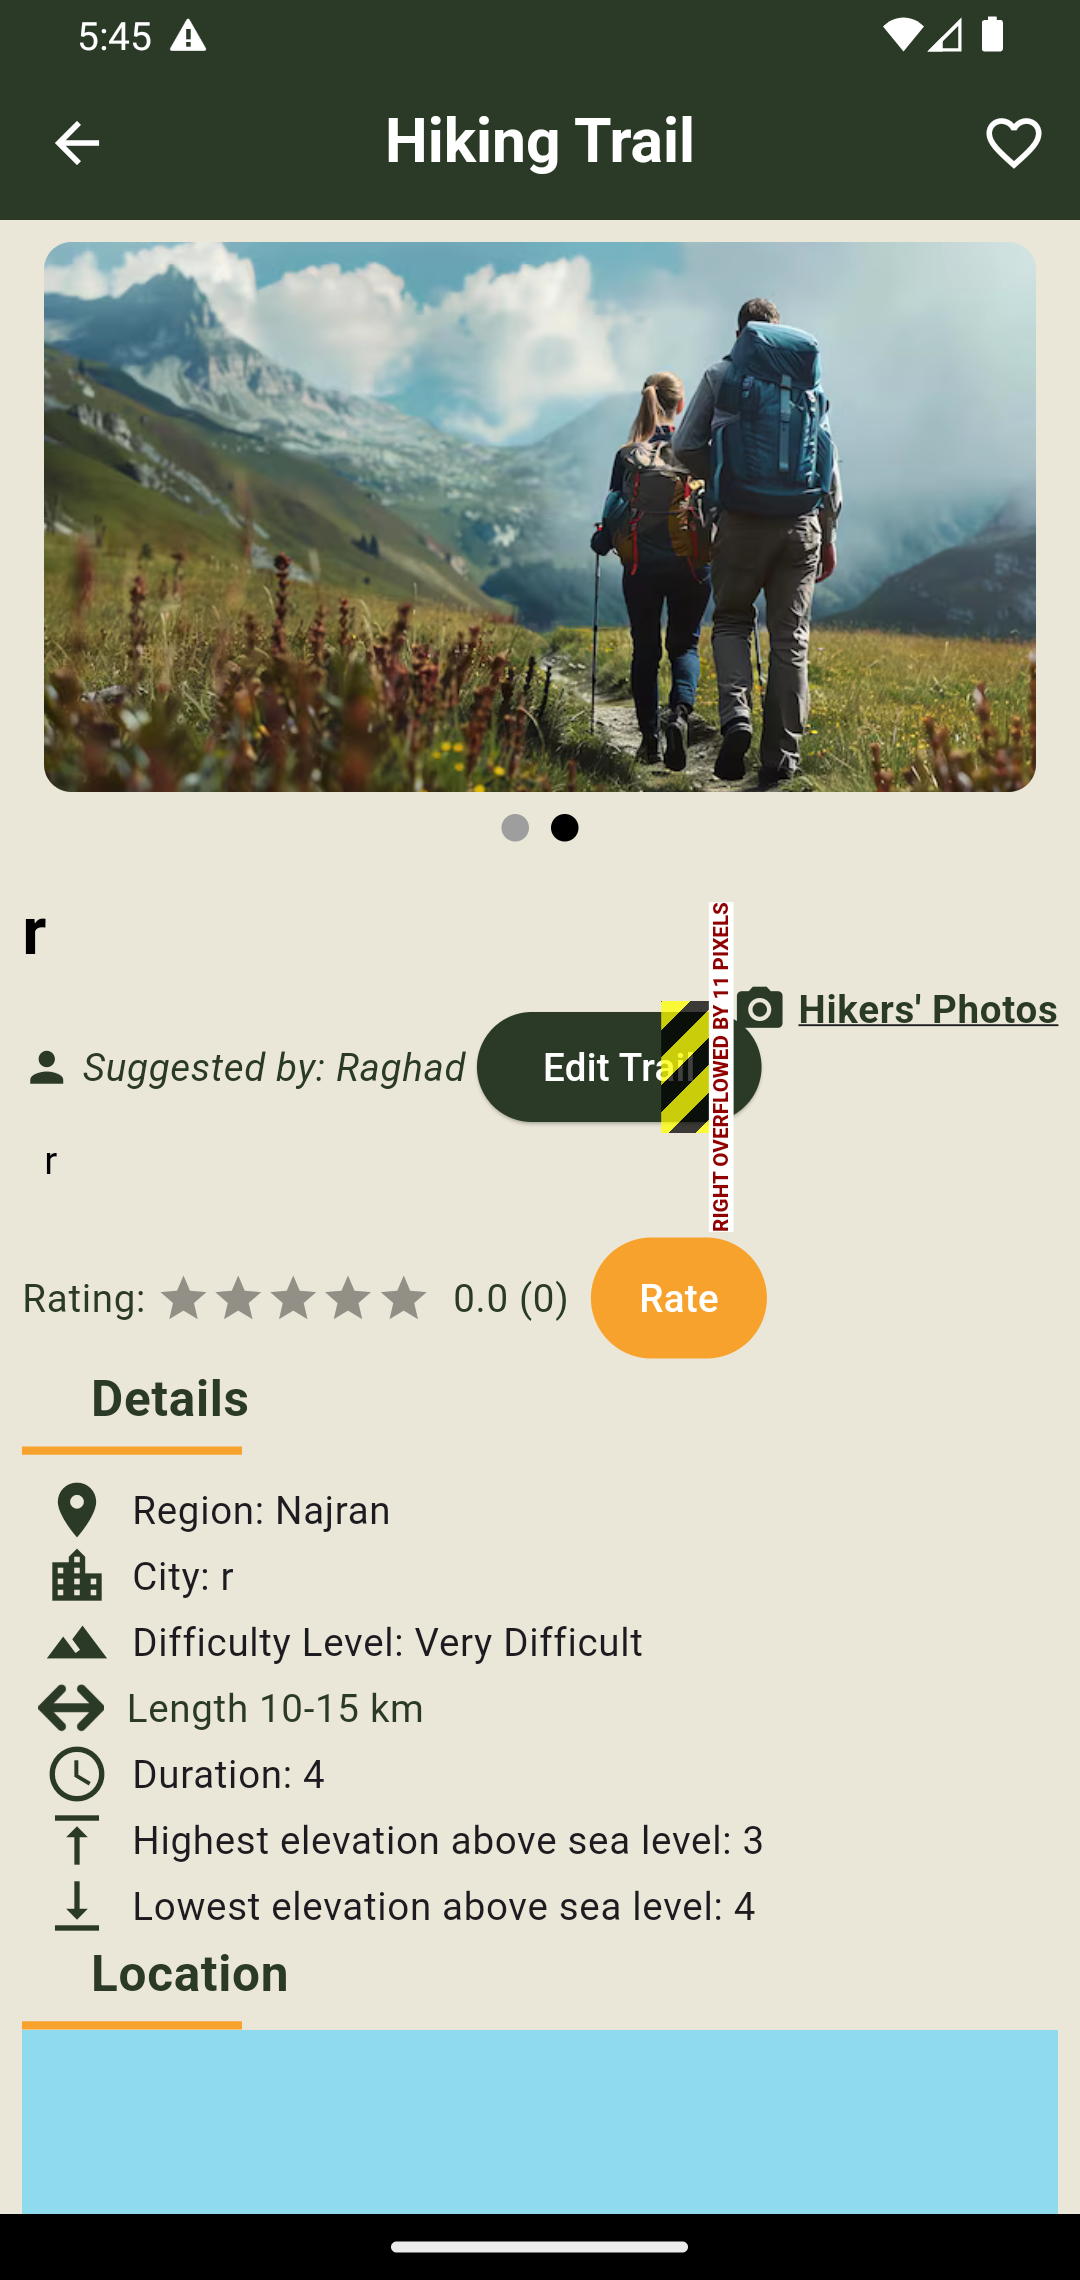 5:45
Hiking Trail
r
RIGHT OVERFLOWED BY 11 PIXELS
Hikers' Photos
Suggested by: Raghad
Edit Trail
r
Rating:
0.0 (0)
Rate
Details
Region: Najran
City: r
Difficulty Level: Very Difficult
Length 10-15 km
Duration: 4
Highest elevation above sea level: 3
Lowest elevation above sea level: 4
Location